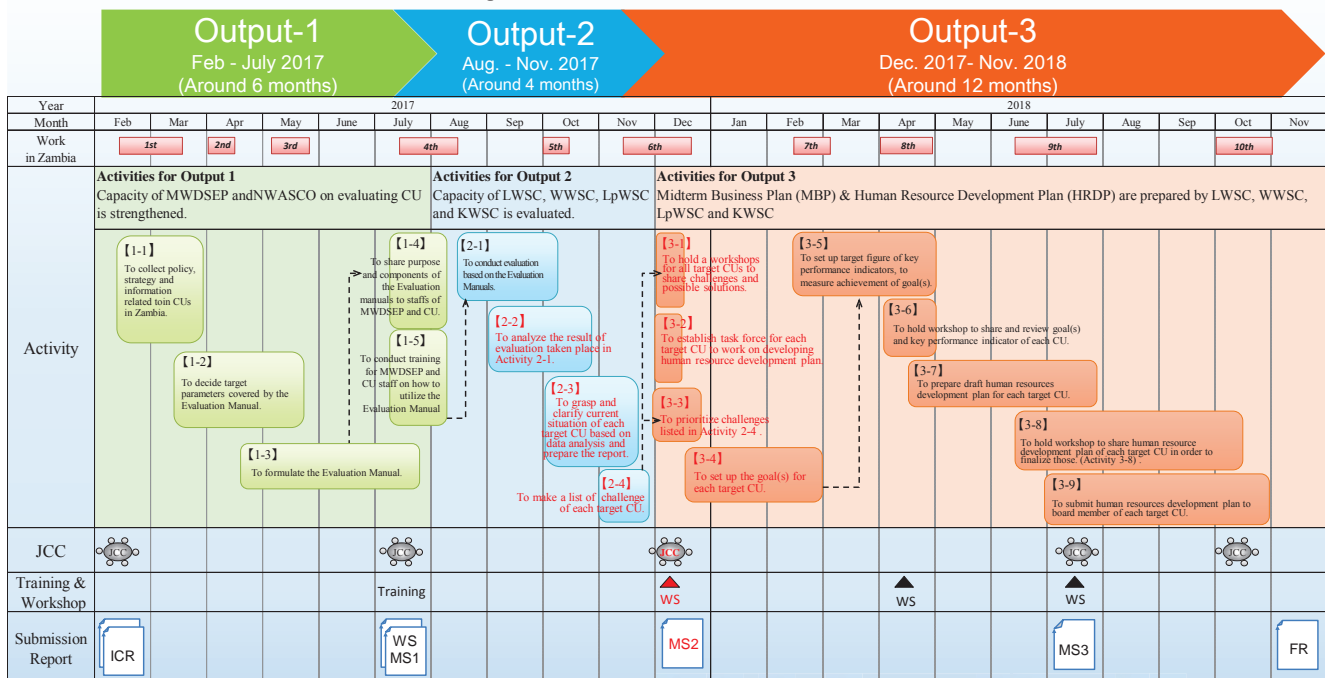 Output-1
Feb - July 2017
(Around 6 months)
Output-2
Aug. - Nov. 2017
(Around 4 months)
Output-3
Dec. 2017- Nov. 2018
(Around 12 months)
Year 2017 2018
Month Feb Mar Apr May June July Aug Sep Oct Nov Dec Jan Feb Mar Apr May June July Aug Sep Oct Nov
Work
in Zambia
1st 2nd 3rd 4th 5th 6th 7th 8th 9th 10th
Activity
Activities for Output 1
Capacity of MWDSEP andNWASCO on evaluating CU
is strengthened.
Activities for Output 2
Capacity of LWSC, WWSC, LpWSC
and KWSC is evaluated.
Activities for Output 3
Midterm Business Plan (MBP) & Human Resource Development Plan (HRDP) are prepared by LWSC, WWSC,
LpWSC and KWSC
【1-1】
To collect policy,
strategy and
information
related toin CUs
in Zambia.
【1-2】
To decide target
parameters covered by the
Evaluation Manual.
【1-3】
To formulate the Evaluation Manual.
【1-4】
To share purpose
and components of
the Evaluation
manuals to staffs of
MWDSEP and CU.
【1-5】
To conduct training
for MWDSEP and
CU staff on how to
utilize the
Evaluation Manual
【2-1】
To conduct evaluation
based on the Evaluation
Manuals.
【2-2】
To analyze the result of
evaluation taken place in
Activity 2-1.
【2-3】
To grasp and
clarify current
situation of each
target CU based on
data analysis and
prepare the report.
【2-4】
To make a list of challenge
of each target CU.
【3-1】
To hold a workshops
for all target CUs to
share challenges and
possible solutions.
【3-2】
To establish task force for each
target CU to work on developing
human resource development plan.
【3-3】
To prioritize challenges
listed in Activity 2-4 .
【3-4】
To set up the goal(s) for
each target CU.
【3-5】
To set up target figure of key
performance indicators, to
measure achievement of goal(s).
【3-6】
To hold workshop to share and review goal(s)
and key performance indicator of each CU.
【3-7】
To prepare draft human resources
development plan for each target CU.
【3-8】
To hold workshop to share human resource
development plan of each target CU in order to
finalize those. (Activity 3-8) .
【3-9】
To submit human resources development plan to
board member of each target CU.
JCC
JCC JCC JCC JCC JCC
Training &
Workshop
Training WS WS WS
Submission
Report
ICR
WS
MS1
MS2
MS3
FR